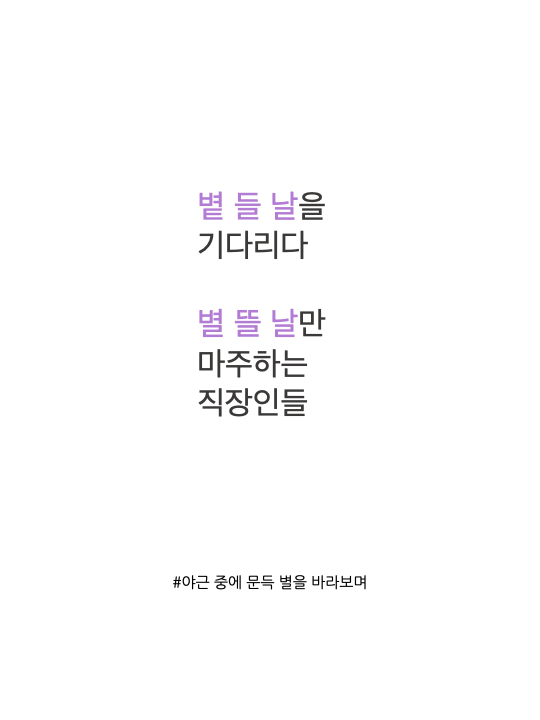 볕 들 날을
기다리다
별 뜰 날만
마주하는
직장인들
#야근 중에 문득 별을 바라보며